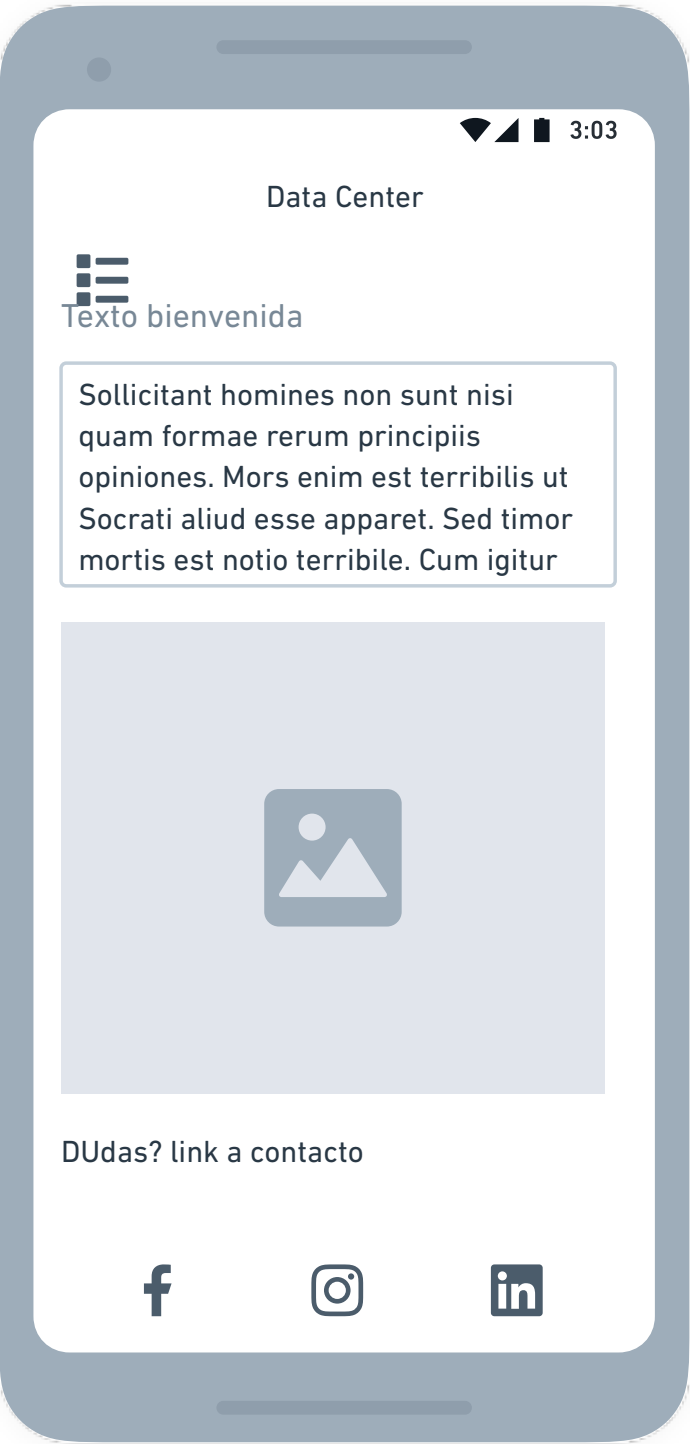 3:03
Data Center
Texto bienvenida
Sollicitant homines non sunt nisi
quam formae rerum principiis
opiniones. Mors enim est terribilis ut
Socrati aliud esse apparet. Sed timor
mortis est notio terribile. Cum igitur
DUdas? link a contacto